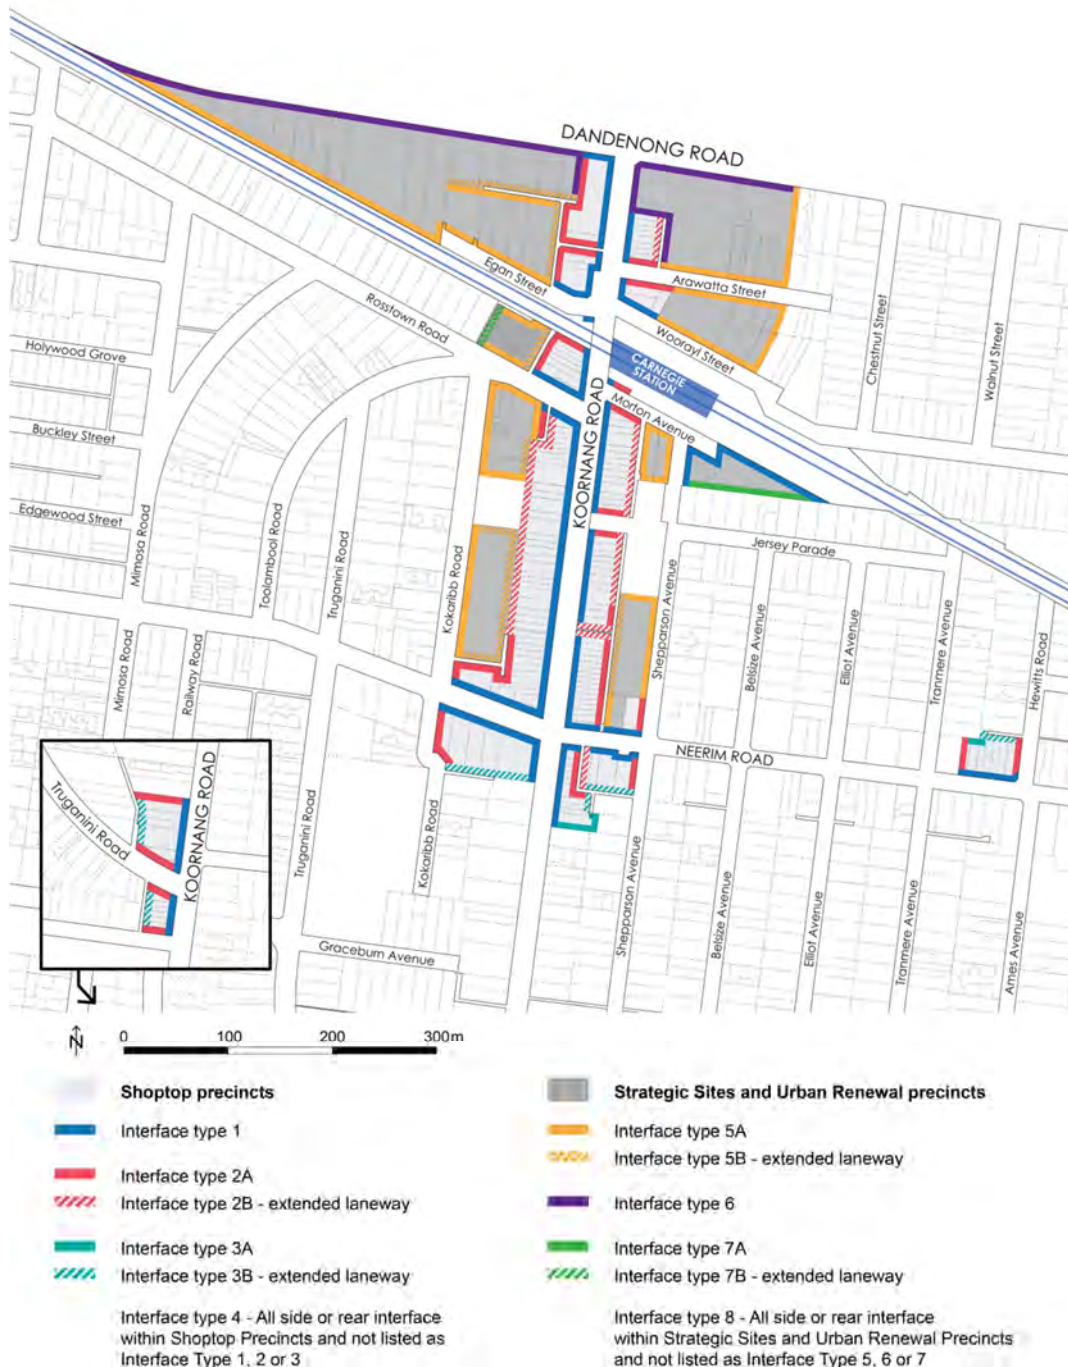 DANDENONG ROAD
Egan Street
Arawatta Street
Rosstown Road
Woorayl Street
Chestnut Street
Walnut Street
Holywood Grove
CARNEGIE
STATION
Morton Avenue
KOORNANG ROAD
Buckley Street
Edgewood Street
Mimosa Road
Toolambool Road
Truganini Road
Kokaribb Road
Jersey Parade
Shepparson Avenue
Belsize Avenue
Elliot Avenue
Tranmere Avenue
Hewitts Road
Mimosa Road
Railway Road
NEERIM ROAD
Truganini Road
KOORNANG ROAD
Truganini Road
Kokaribb Road
Shepparson Avenue
Belsize Avenue
Elliot Avenue
Tranmere Avenue
Ames Avenue
Graceburn Avenue
N
0 100 200 300m
Shoptop precincts
Interface type 1
Interface type 2A
Interface type 2B - extended laneway
Interface type 3A
Interface type 3B - extended laneway
Interface type 4 - All side or rear interface
within Shoptop Precincts and not listed as
Interface Type 1, 2 or 3
Strategic Sites and Urban Renewal precincts
Interface type 5A
Interface type 5B - extended laneway
Interface type 6
Interface type 7A
Interface type 7B - extended laneway
Interface type 8 - All side or rear interface
within Strategic Sites and Urban Renewal Precincts
and not listed as Interface Type 5, 6 or 7